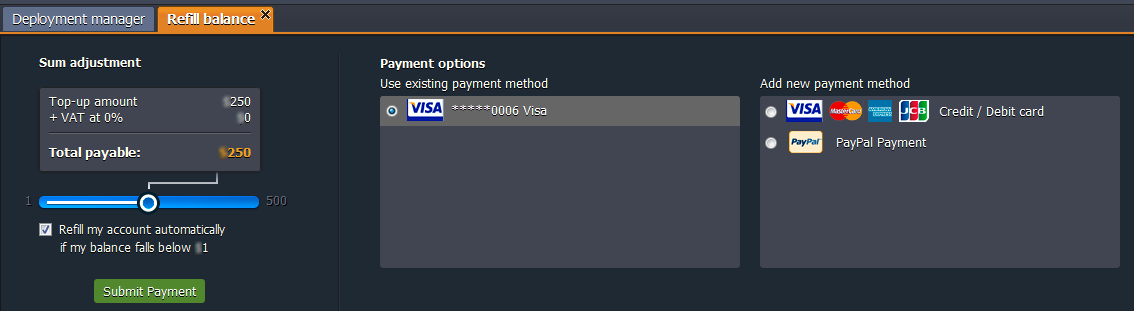 Deployment manager
Refill balance
Sum adjustment
Top-up amount 250
+ VAT at 0% 0
Total payable: 250
1 500
Refill my account automatically
if my balance falls below 1
Submit Payment
Payment options
Use existing payment method
VISA *****0006 Visa
Add new payment method
VISA MasterCard AMERICAN EXPRESS JCB Credit / Debit card
PayPal PayPal Payment